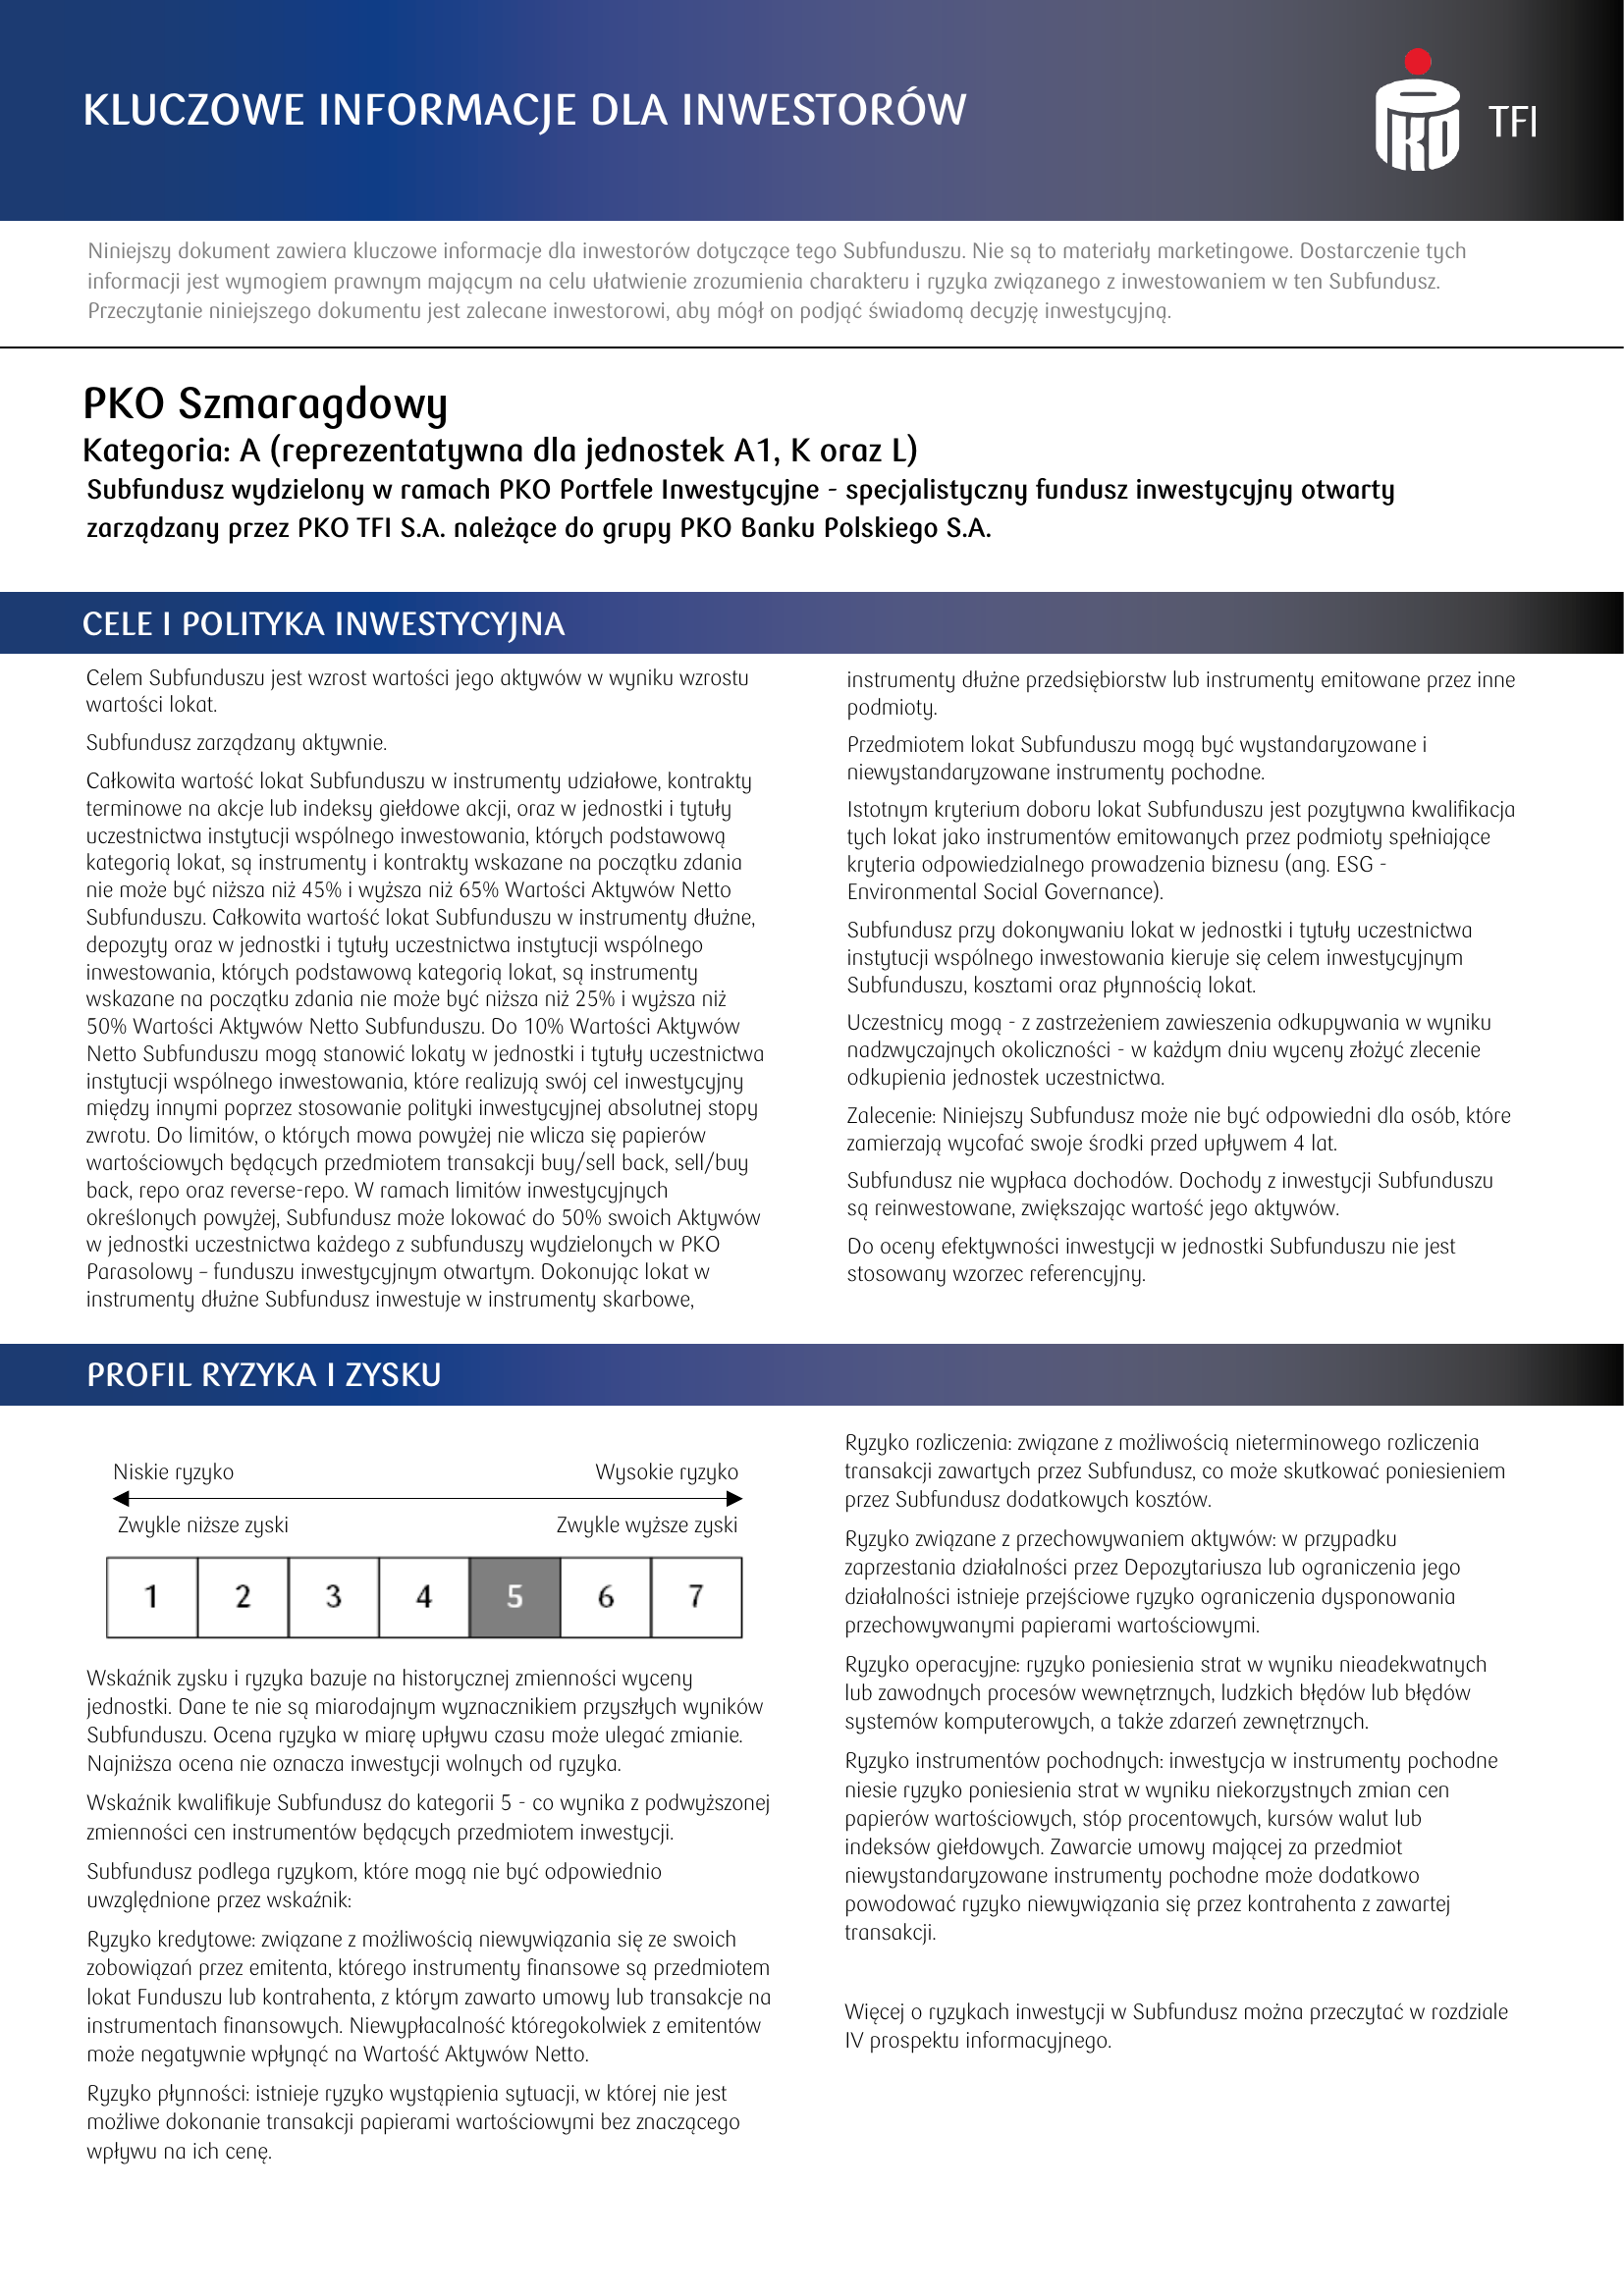 KLUCZOWE INFORMACJE DLA INWESTORÓW
PKO TFI
Niniejszy dokument zawiera kluczowe informacje dla inwestorów dotyczące tego Subfunduszu. Nie są to materiały marketingowe. Dostarczenie tych
informacji jest wymogiem prawnym mającym na celu ułatwienie zrozumienia charakteru i ryzyka związanego z inwestowaniem w ten Subfundusz.
Przeczytanie niniejszego dokumentu jest zalecane inwestorowi, aby mógł on podjąć świadomą decyzję inwestycyjną.
PKO Szmaragdowy
Kategoria: A (reprezentatywna dla jednostek A1, K oraz L)
Subfundusz wydzielony w ramach PKO Portfele Inwestycyjne - specjalistyczny fundusz inwestycyjny otwarty
zarządzany przez PKO TFI S.A. należące do grupy PKO Banku Polskiego S.A.
CELE I POLITYKA INWESTYCYJNA
Celem Subfunduszu jest wzrost wartości jego aktywów w wyniku wzrostu
wartości lokat.
Subfundusz zarządzany aktywnie.
Całkowita wartość lokat Subfunduszu w instrumenty udziałowe, kontrakty
terminowe na akcje lub indeksy giełdowe akcji, oraz w jednostki i tytuły
uczestnictwa instytucji wspólnego inwestowania, których podstawową
kategorią lokat, są instrumenty i kontrakty wskazane na początku zdania
nie może być niższa niż 45% i wyższa niż 65% Wartości Aktywów Netto
Subfunduszu. Całkowita wartość lokat Subfunduszu w instrumenty dłużne,
depozyty oraz w jednostki i tytuły uczestnictwa instytucji wspólnego
inwestowania, których podstawową kategorią lokat, są instrumenty
wskazane na początku zdania nie może być niższa niż 25% i wyższa niż
50% Wartości Aktywów Netto Subfunduszu. Do 10% Wartości Aktywów
Netto Subfunduszu mogą stanowić lokaty w jednostki i tytuły uczestnictwa
instytucji wspólnego inwestowania, które realizują swój cel inwestycyjny
między innymi poprzez stosowanie polityki inwestycyjnej absolutnej stopy
zwrotu. Do limitów, o których mowa powyżej nie wlicza się papierów
wartościowych będących przedmiotem transakcji buy/sell back, sell/buy
back, repo oraz reverse-repo. W ramach limitów inwestycyjnych
określonych powyżej, Subfundusz może lokować do 50% swoich Aktywów
w jednostki uczestnictwa każdego z subfunduszy wydzielonych w PKO
Parasolowy – funduszu inwestycyjnym otwartym. Dokonując lokat w
instrumenty dłużne Subfundusz inwestuje w instrumenty skarbowe,
instrumenty dłużne przedsiębiorstw lub instrumenty emitowane przez inne
podmioty.
Przedmiotem lokat Subfunduszu mogą być wystandaryzowane i
niewystandaryzowane instrumenty pochodne.
Istotnym kryterium doboru lokat Subfunduszu jest pozytywna kwalifikacja
tych lokat jako instrumentów emitowanych przez podmioty spełniające
kryteria odpowiedzialnego prowadzenia biznesu (ang. ESG -
Environmental Social Governance).
Subfundusz przy dokonywaniu lokat w jednostki i tytuły uczestnictwa
instytucji wspólnego inwestowania kieruje się celem inwestycyjnym
Subfunduszu, kosztami oraz płynnością lokat.
Uczestnicy mogą - z zastrzeżeniem zawieszenia odkupywania w wyniku
nadzwyczajnych okoliczności - w każdym dniu wyceny złożyć zlecenie
odkupienia jednostek uczestnictwa.
Zalecenie: Niniejszy Subfundusz może nie być odpowiedni dla osób, które
zamierzają wycofać swoje środki przed upływem 4 lat.
Subfundusz nie wypłaca dochodów. Dochody z inwestycji Subfunduszu
są reinwestowane, zwiększając wartość jego aktywów.
Do oceny efektywności inwestycji w jednostki Subfunduszu nie jest
stosowany wzorzec referencyjny.
PROFIL RYZYKA I ZYSKU
Niskie ryzyko Wysokie ryzyko
Zwykle niższe zyski Zwykle wyższe zyski
1 2 3 4 5 6 7
Wskaźnik zysku i ryzyka bazuje na historycznej zmienności wyceny
jednostki. Dane te nie są miarodajnym wyznacznikiem przyszłych wyników
Subfunduszu. Ocena ryzyka w miarę upływu czasu może ulegać zmianie.
Najniższa ocena nie oznacza inwestycji wolnych od ryzyka.
Wskaźnik kwalifikuje Subfundusz do kategorii 5 - co wynika z podwyższonej
zmienności cen instrumentów będących przedmiotem inwestycji.
Subfundusz podlega ryzykom, które mogą nie być odpowiednio
uwzględnione przez wskaźnik:
Ryzyko kredytowe: związane z możliwością niewywiązania się ze swoich
zobowiązań przez emitenta, którego instrumenty finansowe są przedmiotem
lokat Funduszu lub kontrahenta, z którym zawarto umowy lub transakcje na
instrumentach finansowych. Niewypłacalność któregokolwiek z emitentów
może negatywnie wpłynąć na Wartość Aktywów Netto.
Ryzyko płynności: istnieje ryzyko wystąpienia sytuacji, w której nie jest
możliwe dokonanie transakcji papierami wartościowymi bez znaczącego
wpływu na ich cenę.
Ryzyko rozliczenia: związane z możliwością nieterminowego rozliczenia
transakcji zawartych przez Subfundusz, co może skutkować poniesieniem
przez Subfundusz dodatkowych kosztów.
Ryzyko związane z przechowywaniem aktywów: w przypadku
zaprzestania działalności przez Depozytariusza lub ograniczenia jego
działalności istnieje przejściowe ryzyko ograniczenia dysponowania
przechowywanymi papierami wartościowymi.
Ryzyko operacyjne: ryzyko poniesienia strat w wyniku nieadekwatnych
lub zawodnych procesów wewnętrznych, ludzkich błędów lub błędów
systemów komputerowych, a także zdarzeń zewnętrznych.
Ryzyko instrumentów pochodnych: inwestycja w instrumenty pochodne
niesie ryzyko poniesienia strat w wyniku niekorzystnych zmian cen
papierów wartościowych, stóp procentowych, kursów walut lub
indeksów giełdowych. Zawarcie umowy mającej za przedmiot
niewystandaryzowane instrumenty pochodne może dodatkowo
powodować ryzyko niewywiązania się przez kontrahenta z zawartej
transakcji.
Więcej o ryzykach inwestycji w Subfundusz można przeczytać w rozdziale
IV prospektu informacyjnego.